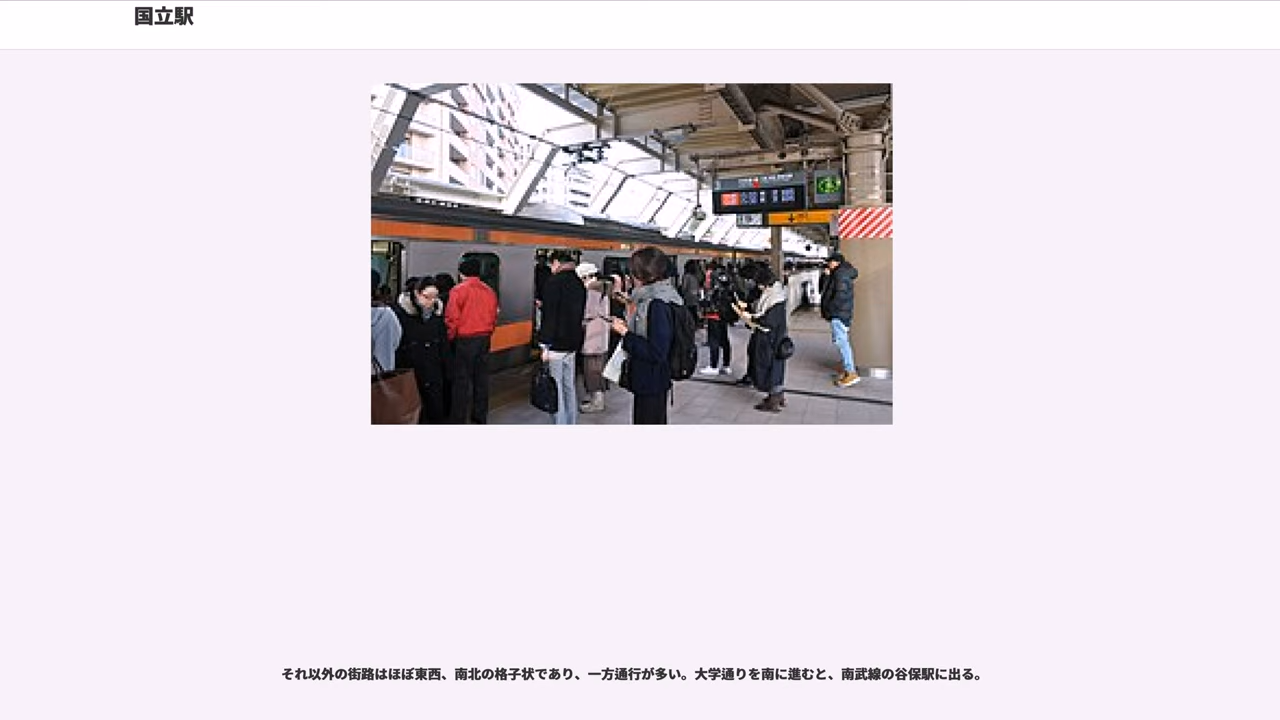 国立駅
それ以外の街路はほぼ東西、南北の格子状であり、一方通行が多い。大学通りを南に進むと、南武線の谷保駅に出る。